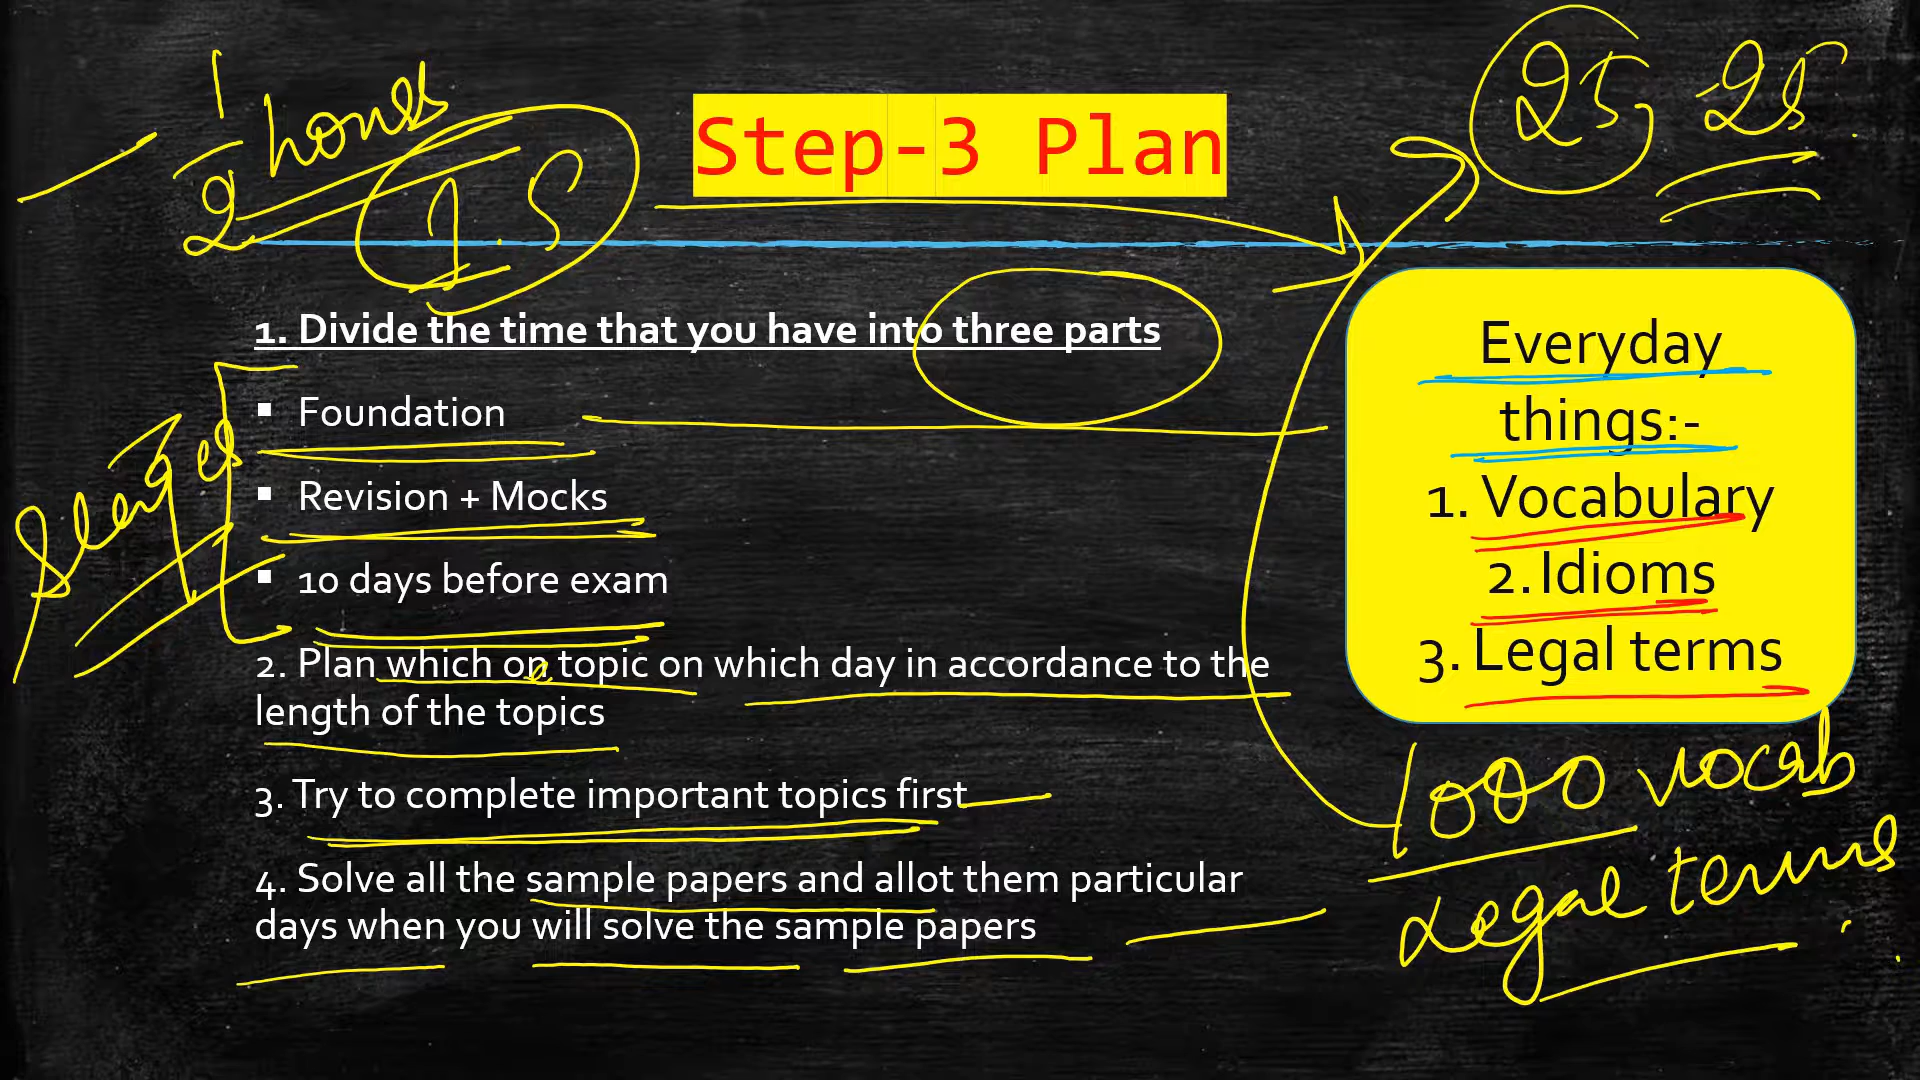 1
2 hours
1.5
25, 25
Step-3 Plan
1. Divide the time that you have into three parts
▪ Foundation
▪ Revision + Mocks
▪ 10 days before exam
2. Plan which on topic on which day in accordance to the
length of the topics
3. Try to complete important topics first
4. Solve all the sample papers and allot them particular
days when you will solve the sample papers
Everyday
things:-
1. Vocabulary
2. Idioms
3. Legal terms
1000 vocab
Legal terms